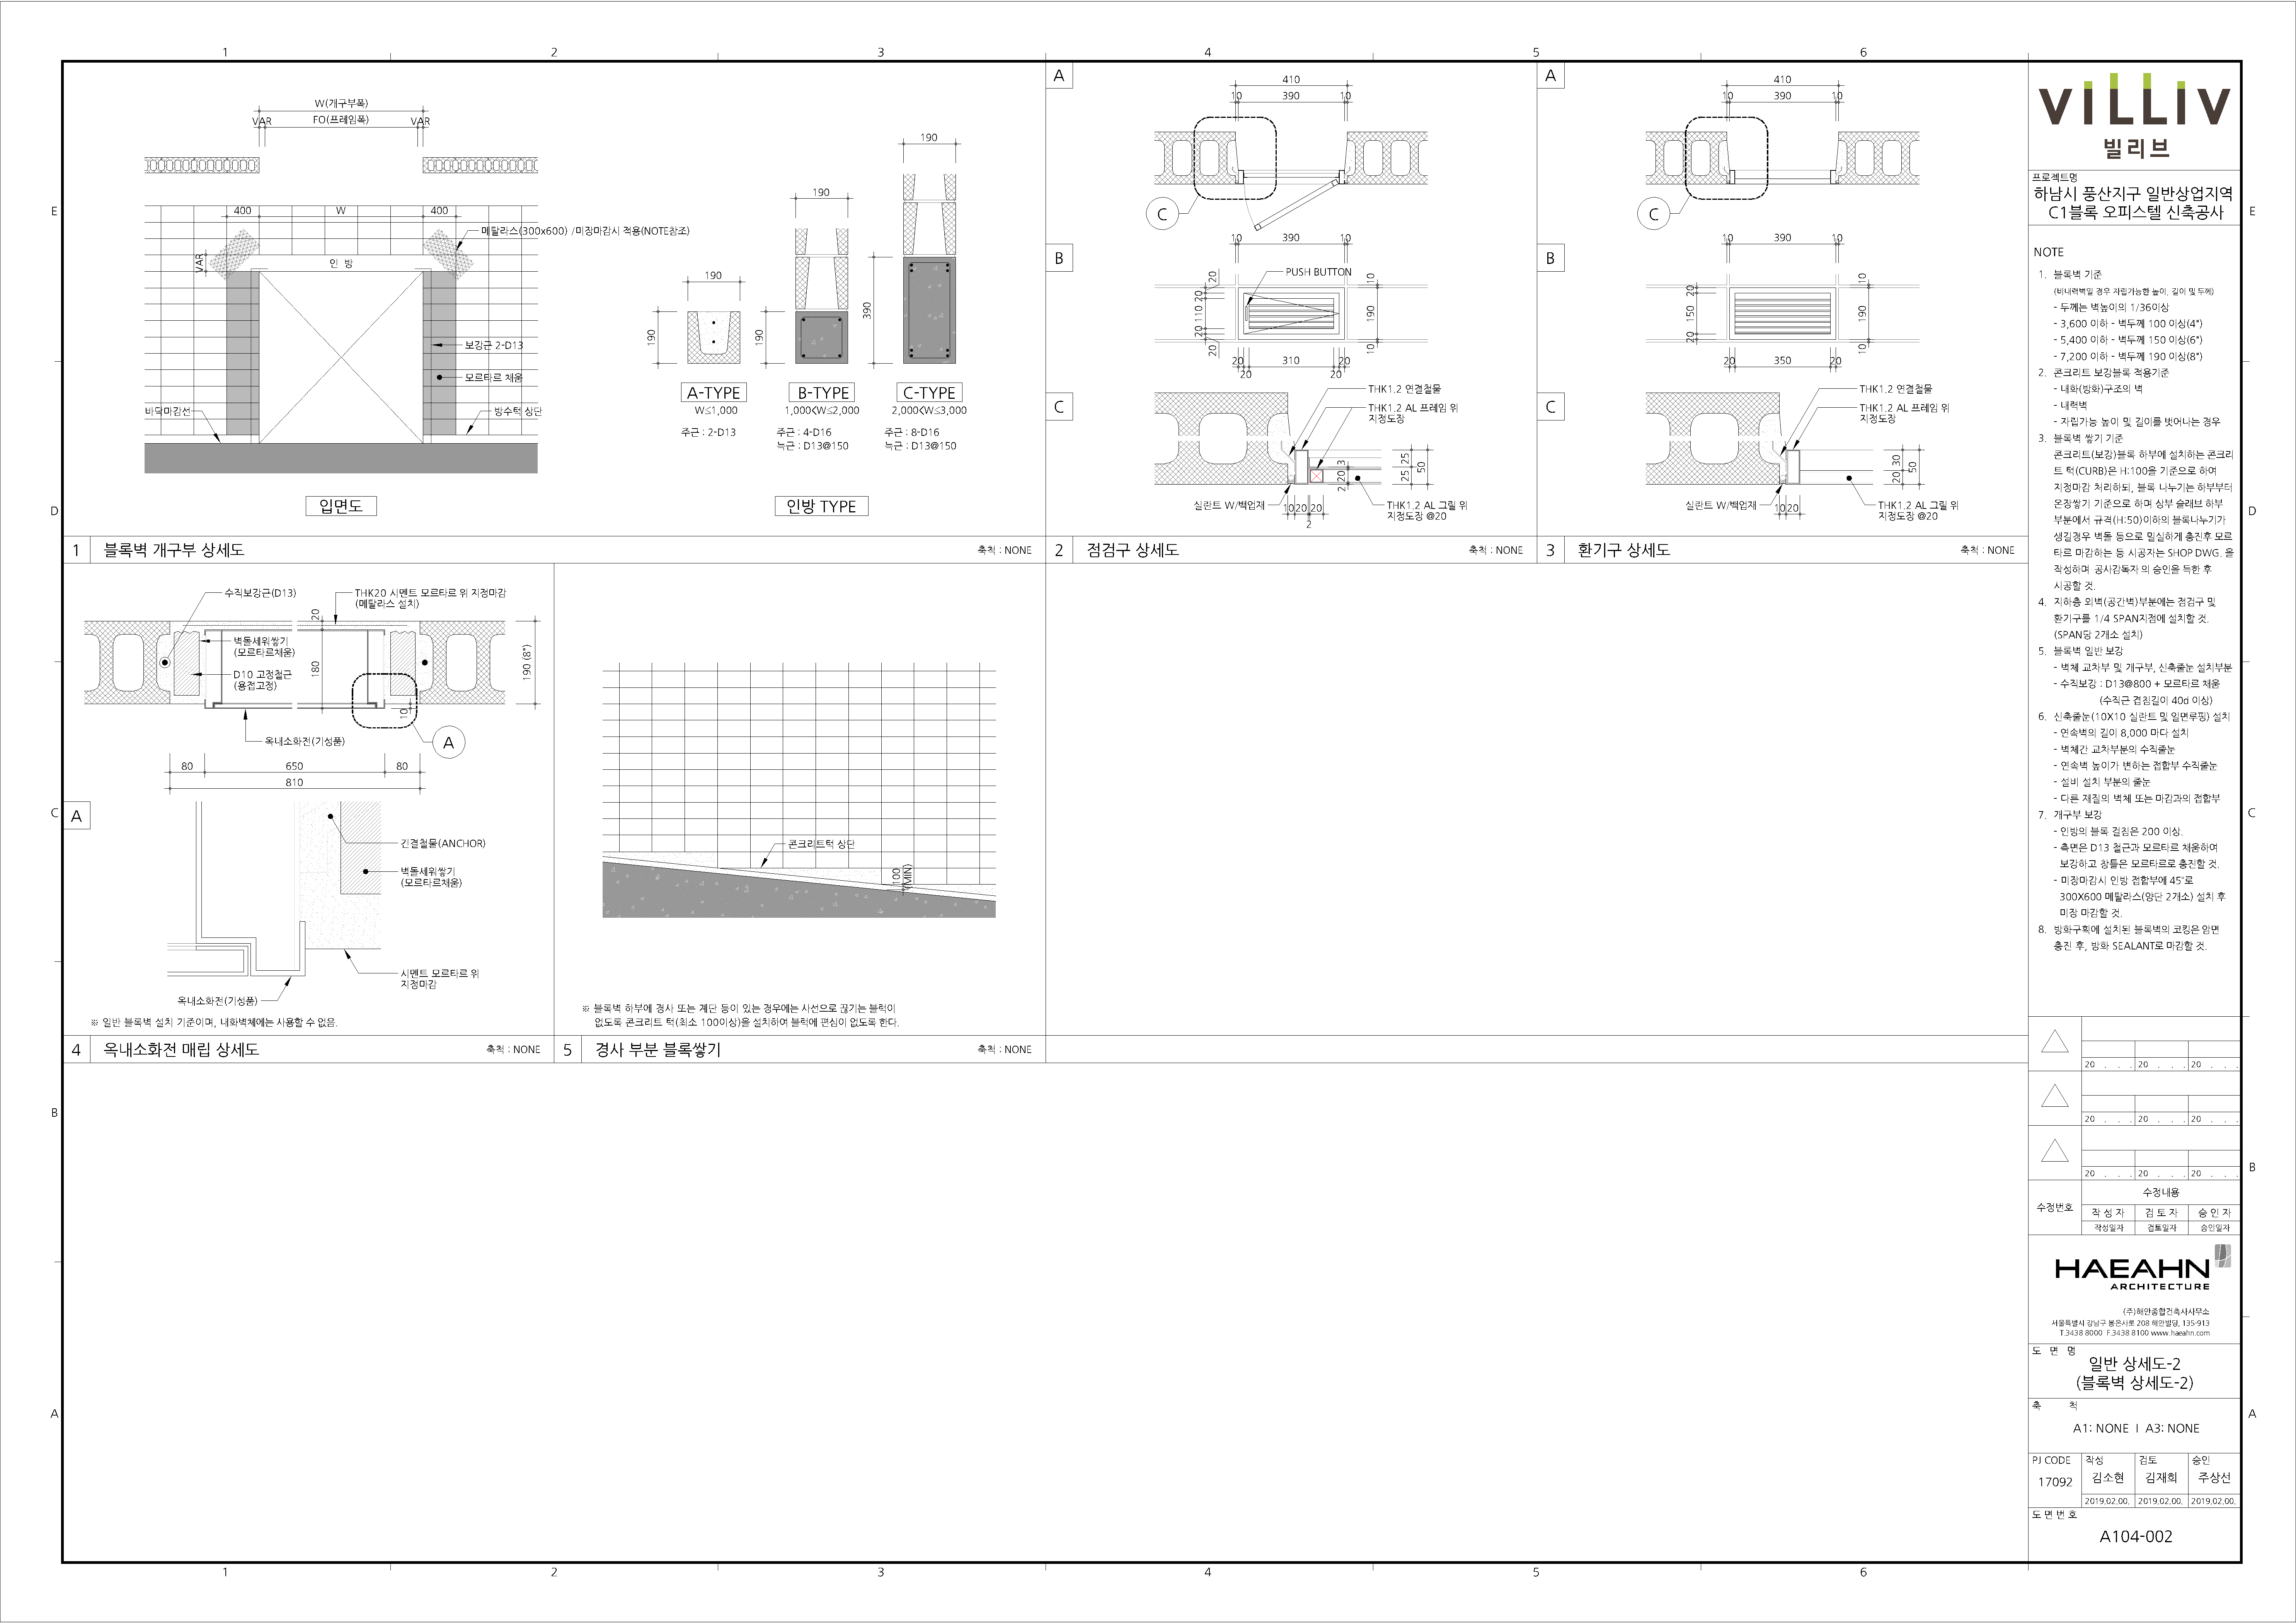 1
2
3
4
5
6
E
D
C
B
A
W(개구부폭)
VAR
FO(프레임폭)
VAR
400
W
400
메탈라스(300x600) /미장마감시 적용(NOTE참조)
VAR
인 방
보강근 2-D13
모르타르 채움
바닥마감선
방수턱 상단
입면도
190
190
190
190
190
390
A-TYPE
B-TYPE
C-TYPE
W≤1,000
1,000<W≤2,000
2,000<W≤3,000
주근 : 2-D13
주근 : 4-D16
늑근 : D13@150
주근 : 8-D16
늑근 : D13@150
인방 TYPE
1
블록벽 개구부 상세도
축척 : NONE
A
410
10
390
10
C
B
10
390
10
PUSH BUTTON
20
20
110
20
20
10
190
10
20
310
20
20
20
C
THK1.2 연결철물
THK1.2 AL 프레임 위
지정도장
2
20
3
25
25
50
실란트 W/백업재
10
20
20
2
THK1.2 AL 그릴 위
지정도장 @20
2
점검구 상세도
축척 : NONE
A
410
10
390
10
C
B
10
390
10
20
150
20
10
190
10
20
350
20
C
THK1.2 연결철물
THK1.2 AL 프레임 위
지정도장
20
30
50
실란트 W/백업재
10
20
THK1.2 AL 그릴 위
지정도장 @20
3
환기구 상세도
축척 : NONE
수직보강근(D13)
THK20 시멘트 모르타르 위 지정마감
(메탈리스 설치)
20
벽돌세워쌓기
(모르타르채움)
D10 고정철근
(용접고정)
180
190 (8")
10
옥내소화전(기성품)
A
80
650
80
810
A
긴결철물(ANCHOR)
벽돌세워쌓기
(모르타르채움)
시멘트 모르타르 위
지정마감
옥내소화전(기성품)
※ 일반 블록벽 설치 기준이며, 내화벽체에는 사용할 수 없음.
4
옥내소화전 매립 상세도
축척 : NONE
콘크리트턱 상단
100
(MIN)
※ 블록벽 하부에 경사 또는 계단 등이 있는 경우에는 사선으로 끊기는 블럭이
없도록 콘크리트 턱(최소 100이상)을 설치하여 블럭에 편심이 없도록 한다.
5
경사 부분 블록쌓기
축척 : NONE
VILLIV
빌리브
프로젝트명
하남시 풍산지구 일반상업지역
C1블록 오피스텔 신축공사
NOTE
1. 블록벽 기준
(비내력벽일 경우 자립가능한 높이, 길이 및 두께)
- 두께는 벽높이의 1/36이상
- 3,600 이하 - 벽두께 100 이상(4")
- 5,400 이하 - 벽두께 150 이상(6")
- 7,200 이하 - 벽두께 190 이상(8")
2. 콘크리트 보강블록 적용기준
- 내화(방화)구조의 벽
- 내력벽
- 자립가능 높이 및 길이를 벗어나는 경우
3. 블록벽 쌓기 기준
콘크리트(보강)블록 하부에 설치하는 콘크리
트 턱(CURB)은 H:100을 기준으로 하여
지정마감 처리하되, 블록 나누기는 하부부터
온장쌓기 기준으로 하며 상부 슬래브 하부
부분에서 규격(H:50)이하의 블록나누기가
생길경우 벽돌 등으로 밀실하게 충진후 모르
타르 마감하는 등 시공자는 SHOP DWG. 을
작성하며 공사감독자 의 승인을 득한 후
시공할 것.
4. 지하층 외벽(공간벽)부분에는 점검구 및
환기구를 1/4 SPAN지점에 설치할 것.
(SPAN당 2개소 설치)
5. 블록벽 일반 보강
- 벽체 교차부 및 개구부, 신축줄눈 설치부분
- 수직보강 : D13@800 + 모르타르 채움
(수직근 겹침길이 40d 이상)
6. 신축줄눈(10X10 실란트 및 일면루핑) 설치
- 연속벽의 길이 8,000 마다 설치
- 벽체간 교차부분의 수직줄눈
- 연속벽 높이가 변하는 접합부 수직줄눈
- 설비 설치 부분의 줄눈
- 다른 재질의 벽체 또는 마감과의 접합부
7. 개구부 보강
- 인방의 블록 걸침은 200 이상.
- 측면은 D13 철근과 모르타르 채움하여
보강하고 창틀은 모르타르로 충진할 것.
- 미장마감시 인방 접합부에 45°로
300X600 메탈라스(양단 2개소) 설치 후
미장 마감할 것.
8. 방화구획에 설치된 블록벽의 코킹은 암면
충진 후, 방화 SEALANT로 마감할 것.
20 . . .
20 . . .
20 . . .
20 . . .
20 . . .
20 . . .
20 . . .
20 . . .
20 . . .
수정번호
수정내용
작 성 자
검 토 자
승 인 자
작성일자
검토일자
승인일자
HAEAHN
ARCHITECTURE
(주)해안종합건축사사무소
서울특별시 강남구 봉은사로 208 해안빌딩, 135-913
T.3438 8000 F.3438 8100 www.haeahn.com
도 면 명
일반 상세도-2
(블록벽 상세도-2)
축 척
A1: NONE I A3: NONE
PJ CODE
작성
검토
승인
17092
김소현
김재희
주상선
2019.02.00.
2019.02.00.
2019.02.00.
도 면 번 호
A104-002
E
D
C
B
A
1
2
3
4
5
6